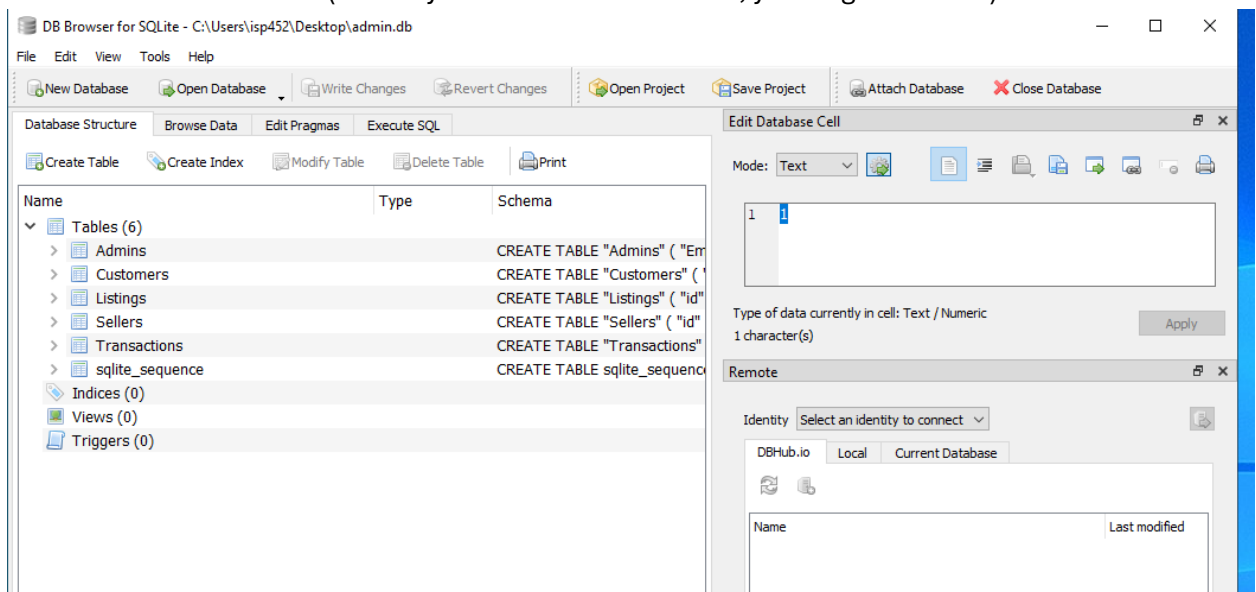 DB Browser for SQLite - C:\Users\isp452\Desktop\admin.db
File Edit View Tools Help
New Database Open Database Write Changes Revert Changes Open Project Save Project Attach Database Close Database
Database Structure Browse Data Edit Pragmas Execute SQL
Create Table Create Index Modify Table Delete Table Print
Name Type Schema
Tables (6)
Admins CREATE TABLE "Admins" ( "Em
Customers CREATE TABLE "Customers" ( "
Listings CREATE TABLE "Listings" ( "id"
Sellers CREATE TABLE "Sellers" ( "id"
Transactions CREATE TABLE "Transactions"
sqlite_sequence CREATE TABLE sqlite_sequenc
Indices (0)
Views (0)
Triggers (0)
Edit Database Cell
Mode: Text
1 1
Type of data currently in cell: Text / Numeric
1 character(s)
Apply
Remote
Identity Select an identity to connect
DBHub.io Local Current Database
Name Last modified